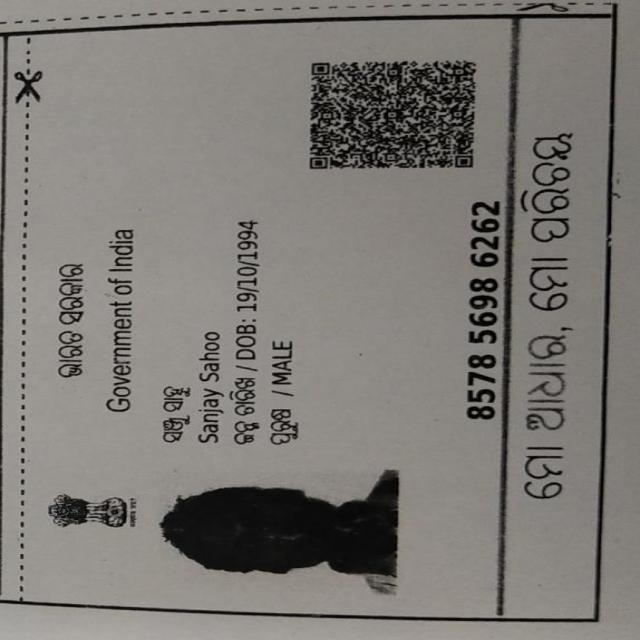 ଭାରତ ସରକାର
Government of India
ସଞ୍ଜୟ ସାହୁ
Sanjay Sahoo
ଜନ୍ମ ତାରିଖ / DOB: 19/10/1994
ପୁରୁଷ / MALE
8578 5698 6262
ମୋ ଆଧାର, ମୋ ପରିଚୟ